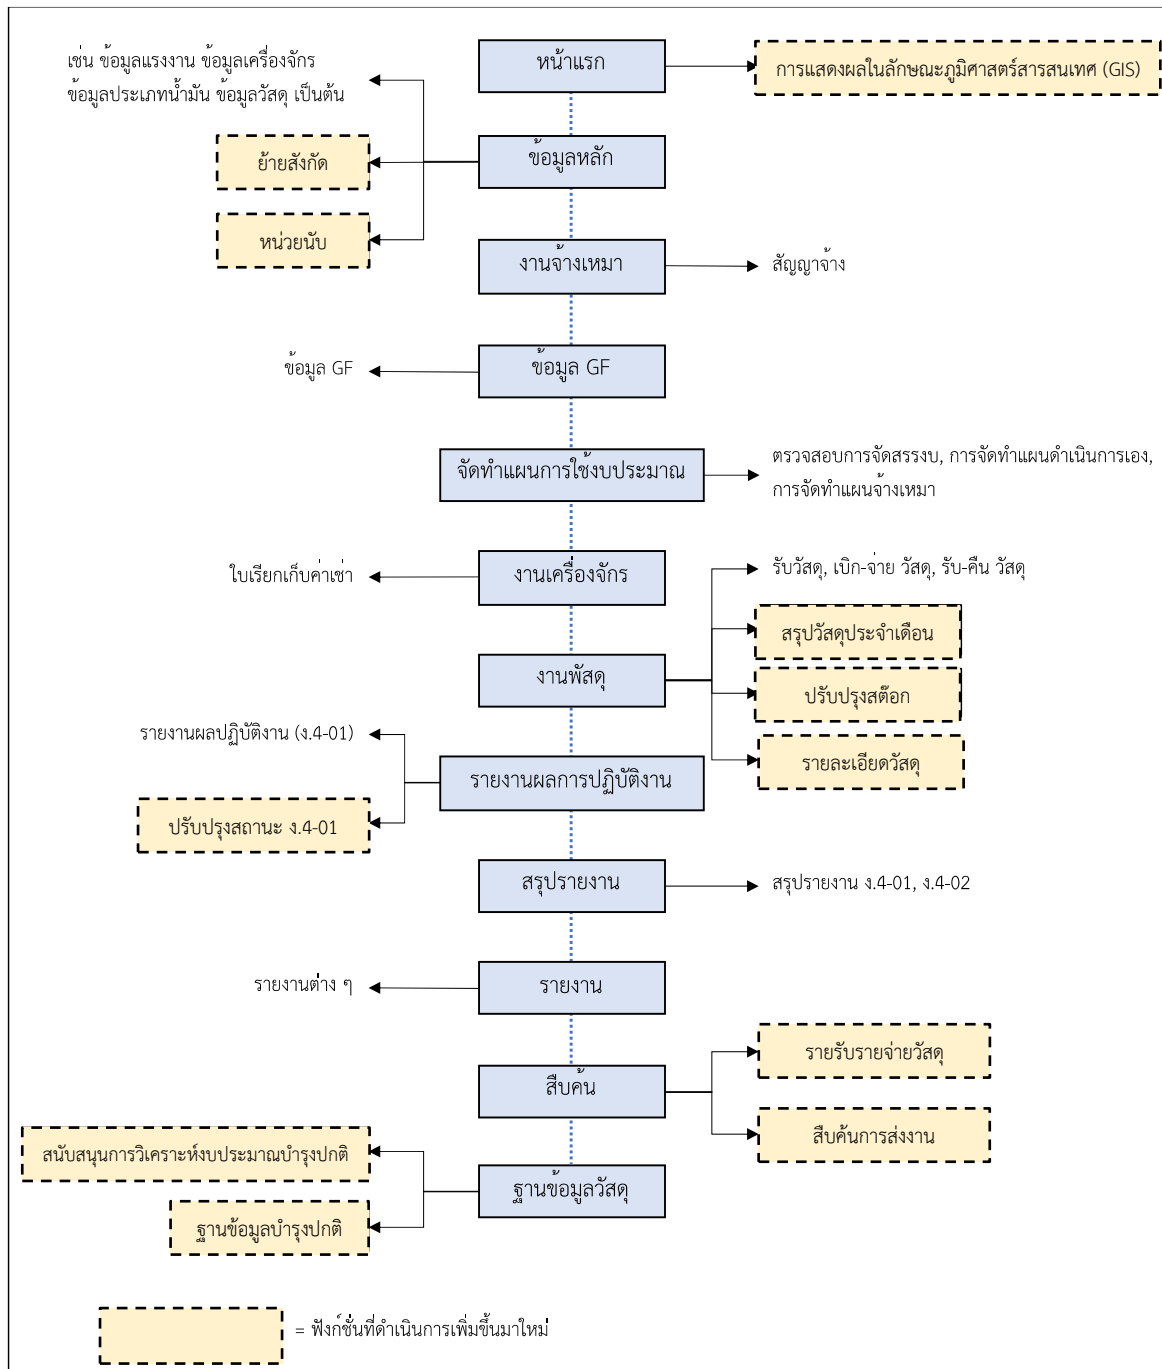 หน้าแรก
การแสดงผลในลักษณะภูมิศาสตร์สารสนเทศ (GIS)
เช่น ข้อมูลแรงงาน ข้อมูลเครื่องจักร
ข้อมูลประเภทน้ำมัน ข้อมูลวัสดุ เป็นต้น
ข้อมูลหลัก
ย้ายสังกัด
หน่วยนับ
งานจ้างเหมา
สัญญาจ้าง
ข้อมูล GF
ข้อมูล GF
จัดทำแผนการใช้งบประมาณ
ตรวจสอบการจัดสรรงบ, การจัดทำแผนดำเนินการเอง,
การจัดทำแผนจ้างเหมา
ใบเรียกเก็บค่าเช่า
งานเครื่องจักร
รับวัสดุ, เบิก-จ่าย วัสดุ, รับ-คืน วัสดุ
สรุปวัสดุประจำเดือน
งานพัสดุ
ปรับปรุงสต๊อก
รายละเอียดวัสดุ
รายงานผลปฏิบัติงาน (ง.4-01)
รายงานผลการปฏิบัติงาน
ปรับปรุงสถานะ ง.4-01
สรุปรายงาน
สรุปรายงาน ง.4-01, ง.4-02
รายงานต่าง ๆ
รายงาน
รายรับรายจ่ายวัสดุ
สืบค้น
สืบค้นการส่งงาน
สนับสนุนการวิเคราะห์งบประมาณบำรุงปกติ
ฐานข้อมูลวัสดุ
ฐานข้อมูลบำรุงปกติ
= ฟังก์ชั่นที่ดำเนินการเพิ่มขึ้นมาใหม่